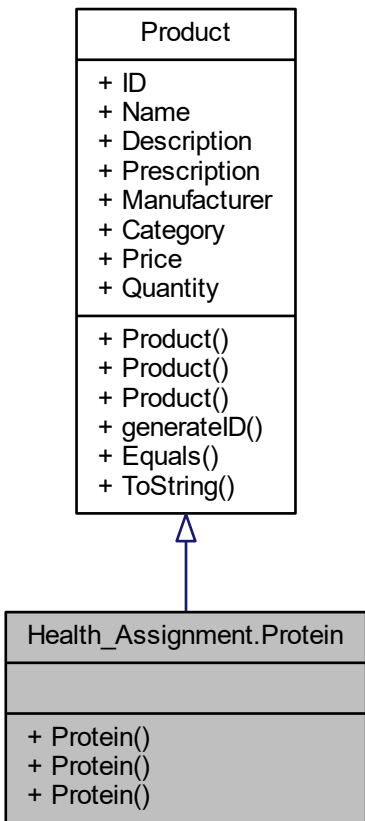 Product
+ ID
+ Name
+ Description
+ Prescription
+ Manufacturer
+ Category
+ Price
+ Quantity
+ Product()
+ Product()
+ Product()
+ generateID()
+ Equals()
+ ToString()
Health_Assignment.Protein
+ Protein()
+ Protein()
+ Protein()